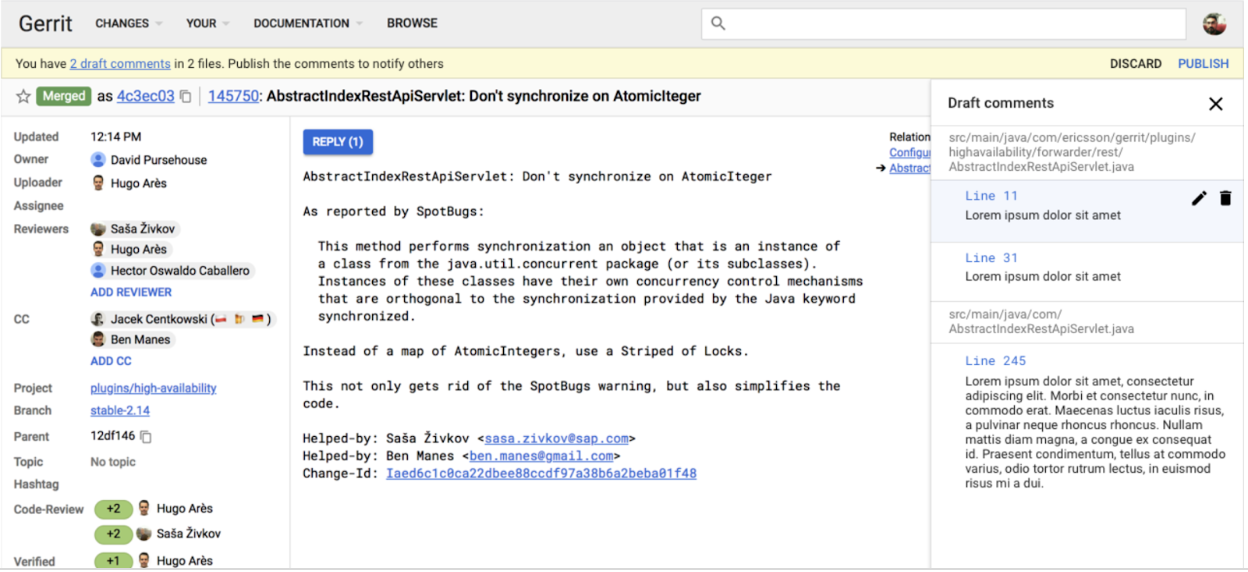 Gerrit CHANGES YOUR DOCUMENTATION BROWSE
You have 2 draft comments in 2 files. Publish the comments to notify others DISCARD PUBLISH
Merged as 4c3ec03 145750: AbstractIndexRestApiServlet: Don't synchronize on AtomicIteger
Updated 12:14 PM
Owner David Pursehouse
Uploader Hugo Arès
Assignee
Reviewers Saša Živkov
Hugo Arès
Hector Oswaldo Caballero
ADD REVIEWER
CC Jacek Centkowski ( )
Ben Manes
ADD CC
Project plugins/high-availability
Branch stable-2.14
Parent 12df146
Topic No topic
Hashtag
Code-Review +2 Hugo Arès
+2 Saša Živkov
Verified +1 Hugo Arès
REPLY (1)
AbstractIndexRestApiServlet: Don't synchronize on AtomicIteger
As reported by SpotBugs:
This method performs synchronization an object that is an instance of
a class from the java.util.concurrent package (or its subclasses).
Instances of these classes have their own concurrency control mechanisms
that are orthogonal to the synchronization provided by the Java keyword
synchronized.
Instead of a map of AtomicIntegers, use a Striped of Locks.
This not only gets rid of the SpotBugs warning, but also simplifies the
code.
Helped-by: Saša Živkov <sasa.zivkov@sap.com>
Helped-by: Ben Manes <ben.manes@gmail.com>
Change-Id: Iaed6c1c0ca22dbee88ccdf97a38b6a2beba01f48
Relation
Configu
→ Abstract
Draft comments
src/main/java/com/ericsson/gerrit/plugins/
highavailability/forwarder/rest/
AbstractIndexRestApiServlet.java
Line 11
Lorem ipsum dolor sit amet
Line 31
Lorem ipsum dolor sit amet
src/main/java/com/
AbstractIndexRestApiServlet.java
Line 245
Lorem ipsum dolor sit amet, consectetur
adipiscing elit. Morbi et consectetur nunc, in
commodo erat. Maecenas luctus iaculis risus,
a pulvinar neque rhoncus rhoncus. Nullam
mattis diam magna, a congue ex consequat
id. Praesent condimentum, tellus at commodo
varius, odio tortor rutrum lectus, in euismod
risus mi a dui.